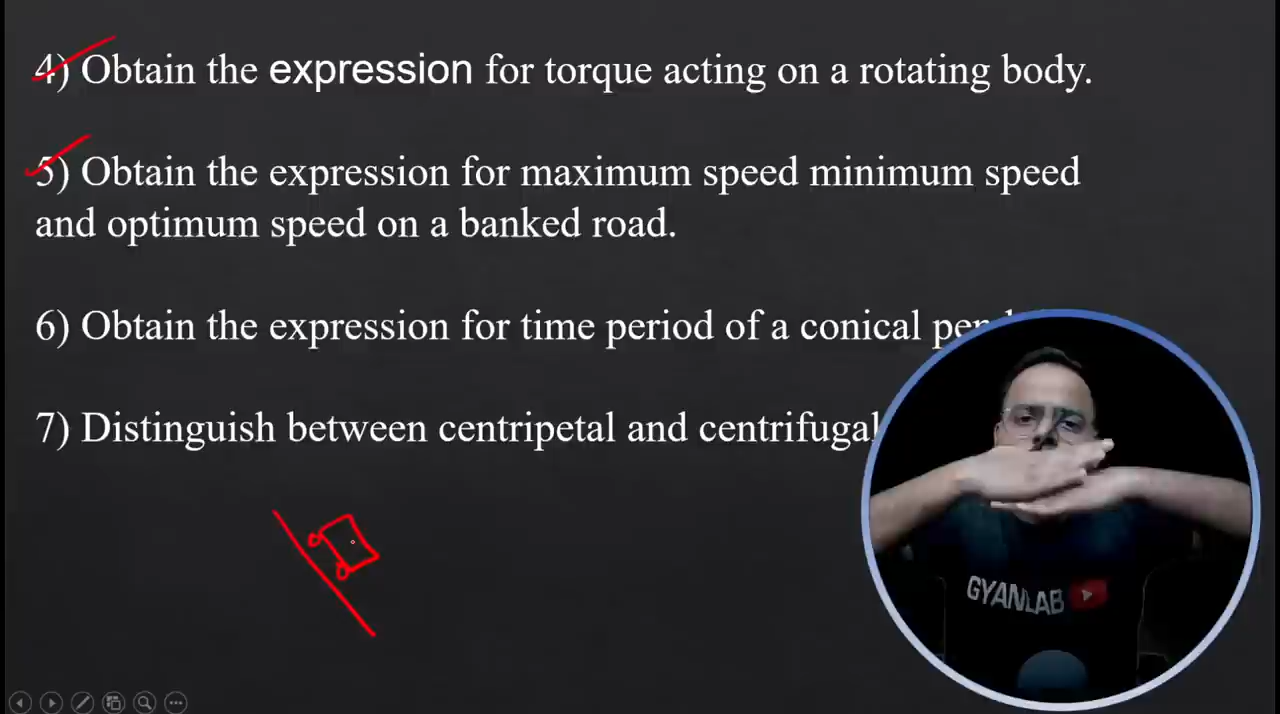 4) Obtain the expression for torque acting on a rotating body.
5) Obtain the expression for maximum speed minimum speed
and optimum speed on a banked road.
6) Obtain the expression for time period of a conical
7) Distinguish between centripetal and centrifugal
GYANLAB